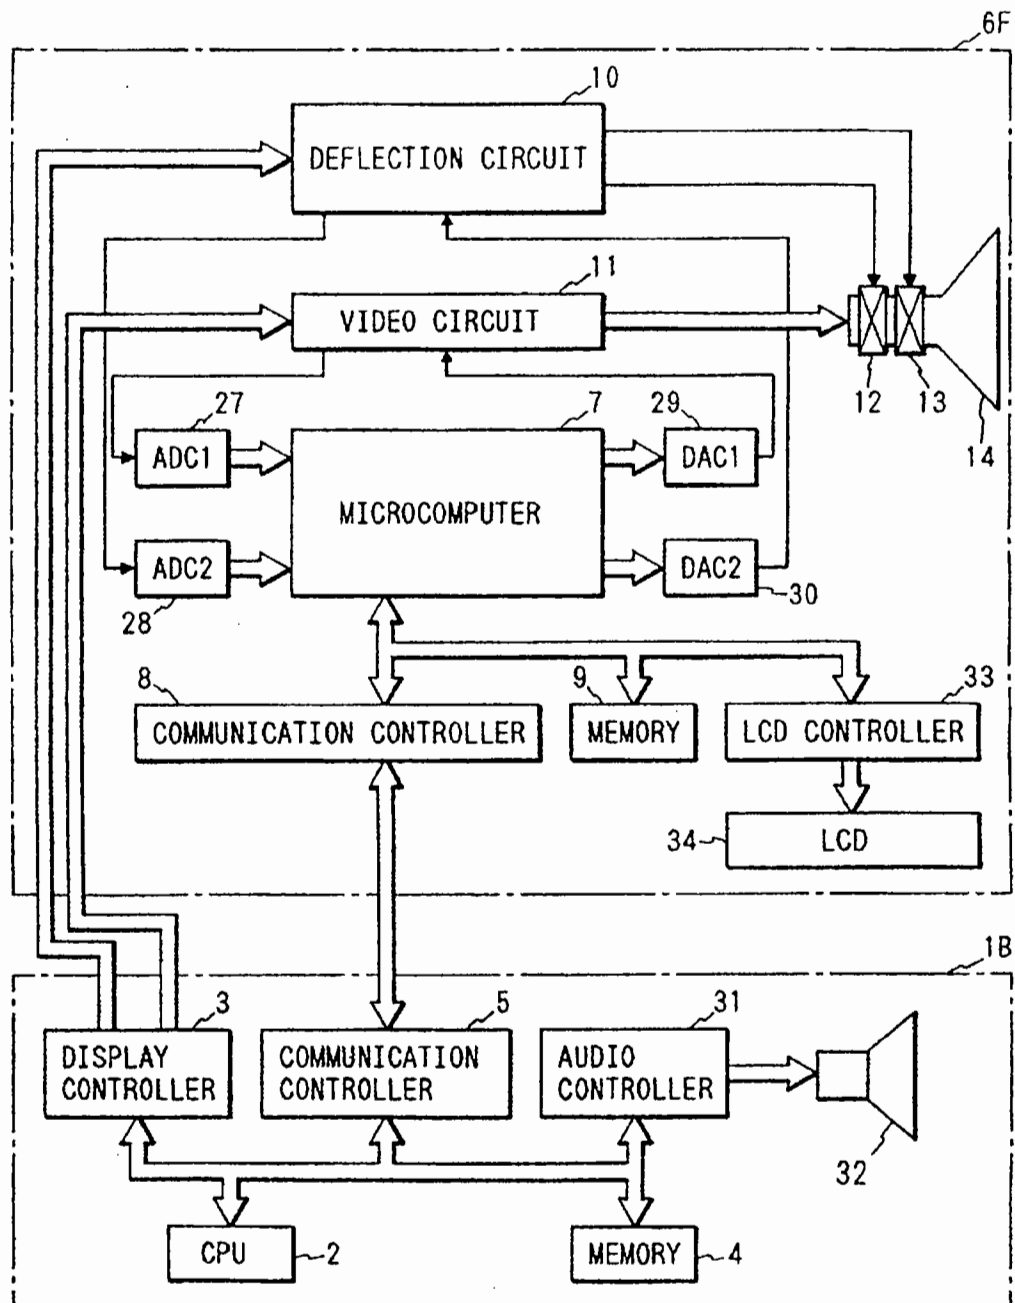 6F
10
DEFLECTION CIRCUIT
11
VIDEO CIRCUIT
12
13
14
27
7
29
ADC1
DAC1
MICROCOMPUTER
ADC2
DAC2
28
30
8
9
33
COMMUNICATION CONTROLLER
MEMORY
LCD CONTROLLER
34
LCD
1B
3
5
31
DISPLAY
CONTROLLER
COMMUNICATION
CONTROLLER
AUDIO
CONTROLLER
32
CPU
2
MEMORY
4